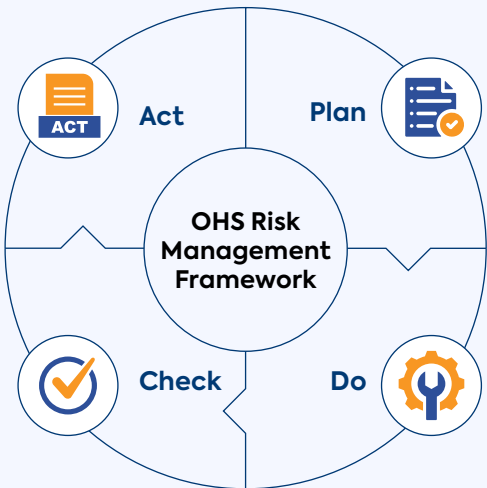 Act
Plan
ACT
OHS Risk
Management
Framework
Check
Do